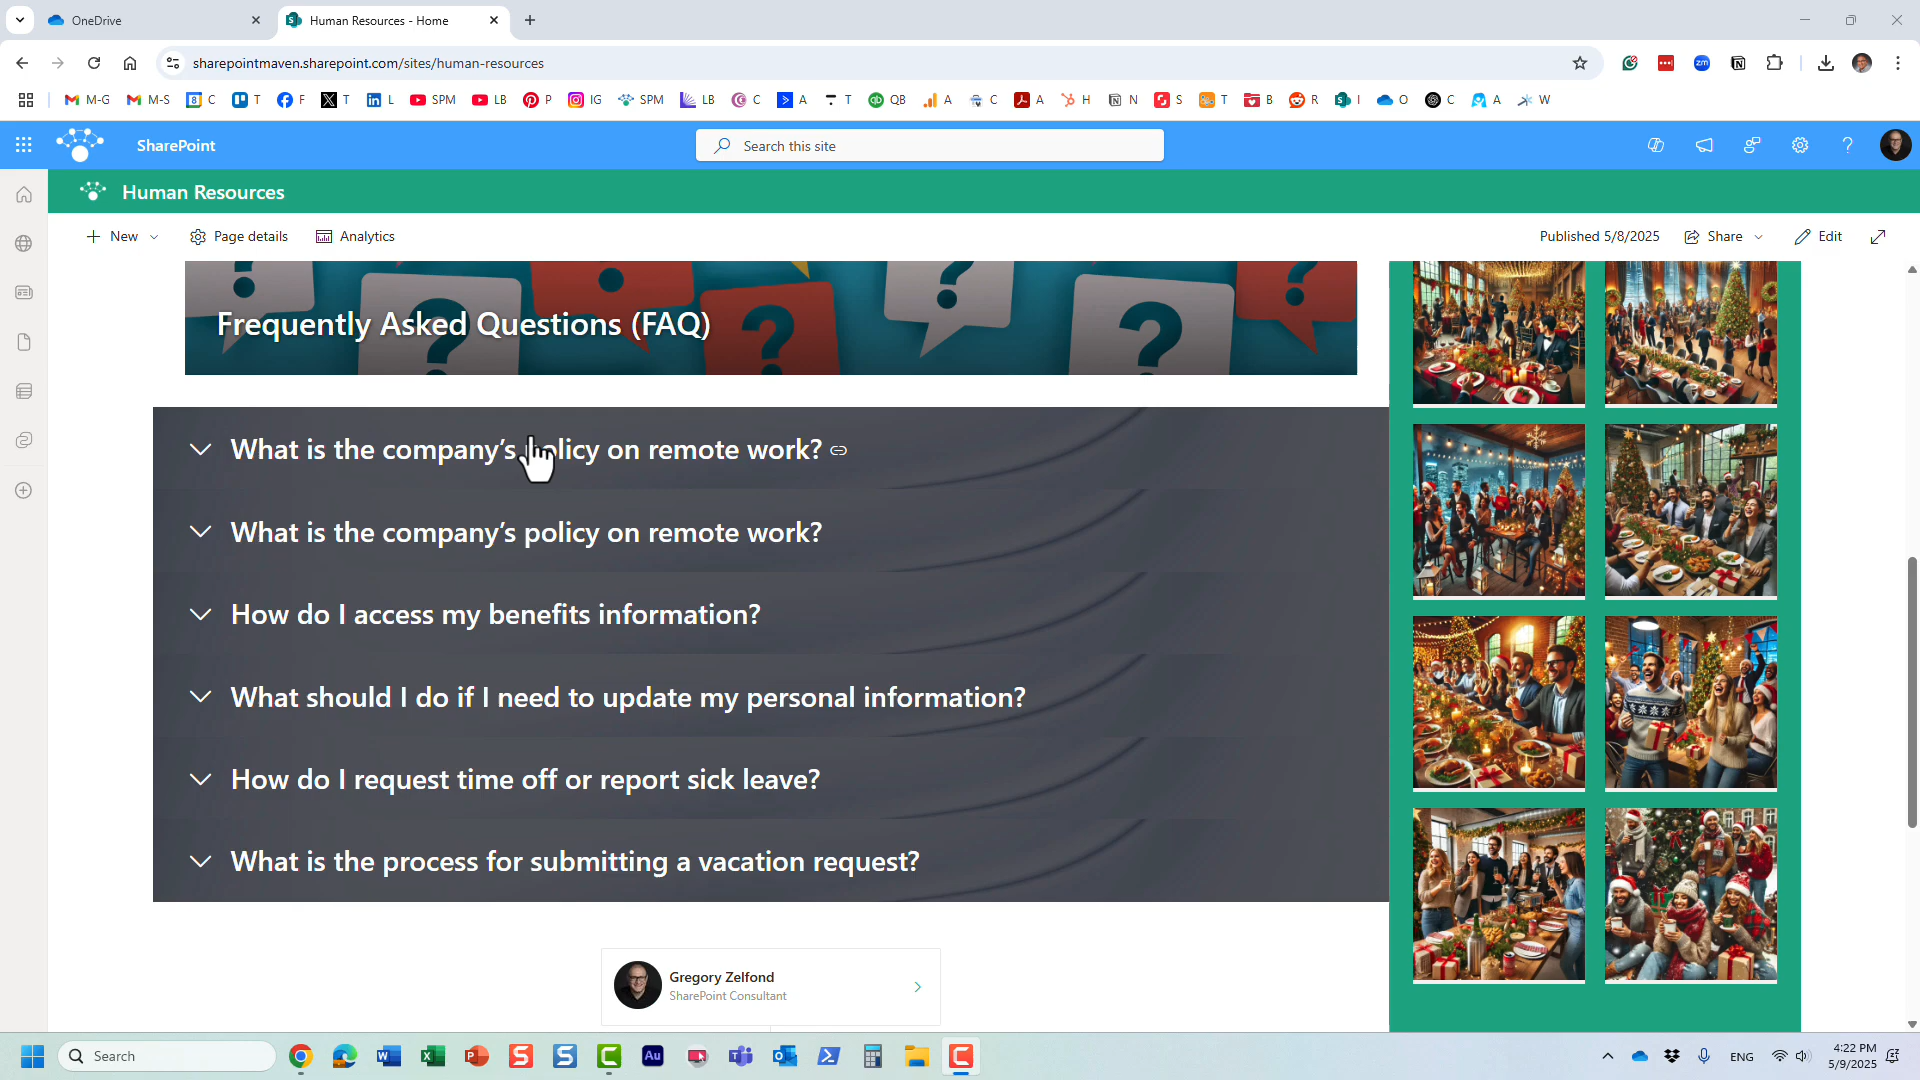 OneDrive
Human Resources - Home
sharepointmaven.sharepoint.com/sites/human-resources
M-G M-S C T F T L SPM LB P IG SPM LB C A T QB A C A H N S T B R I O C A W
SharePoint
Search this site
Human Resources
New
Page details
Analytics
Published 5/8/2025
Share
Edit
Frequently Asked Questions (FAQ)
What is the company’s policy on remote work?
What is the company’s policy on remote work?
How do I access my benefits information?
What should I do if I need to update my personal information?
How do I request time off or report sick leave?
What is the process for submitting a vacation request?
Gregory Zelfond
SharePoint Consultant
Search
ENG
4:22 PM
5/9/2025